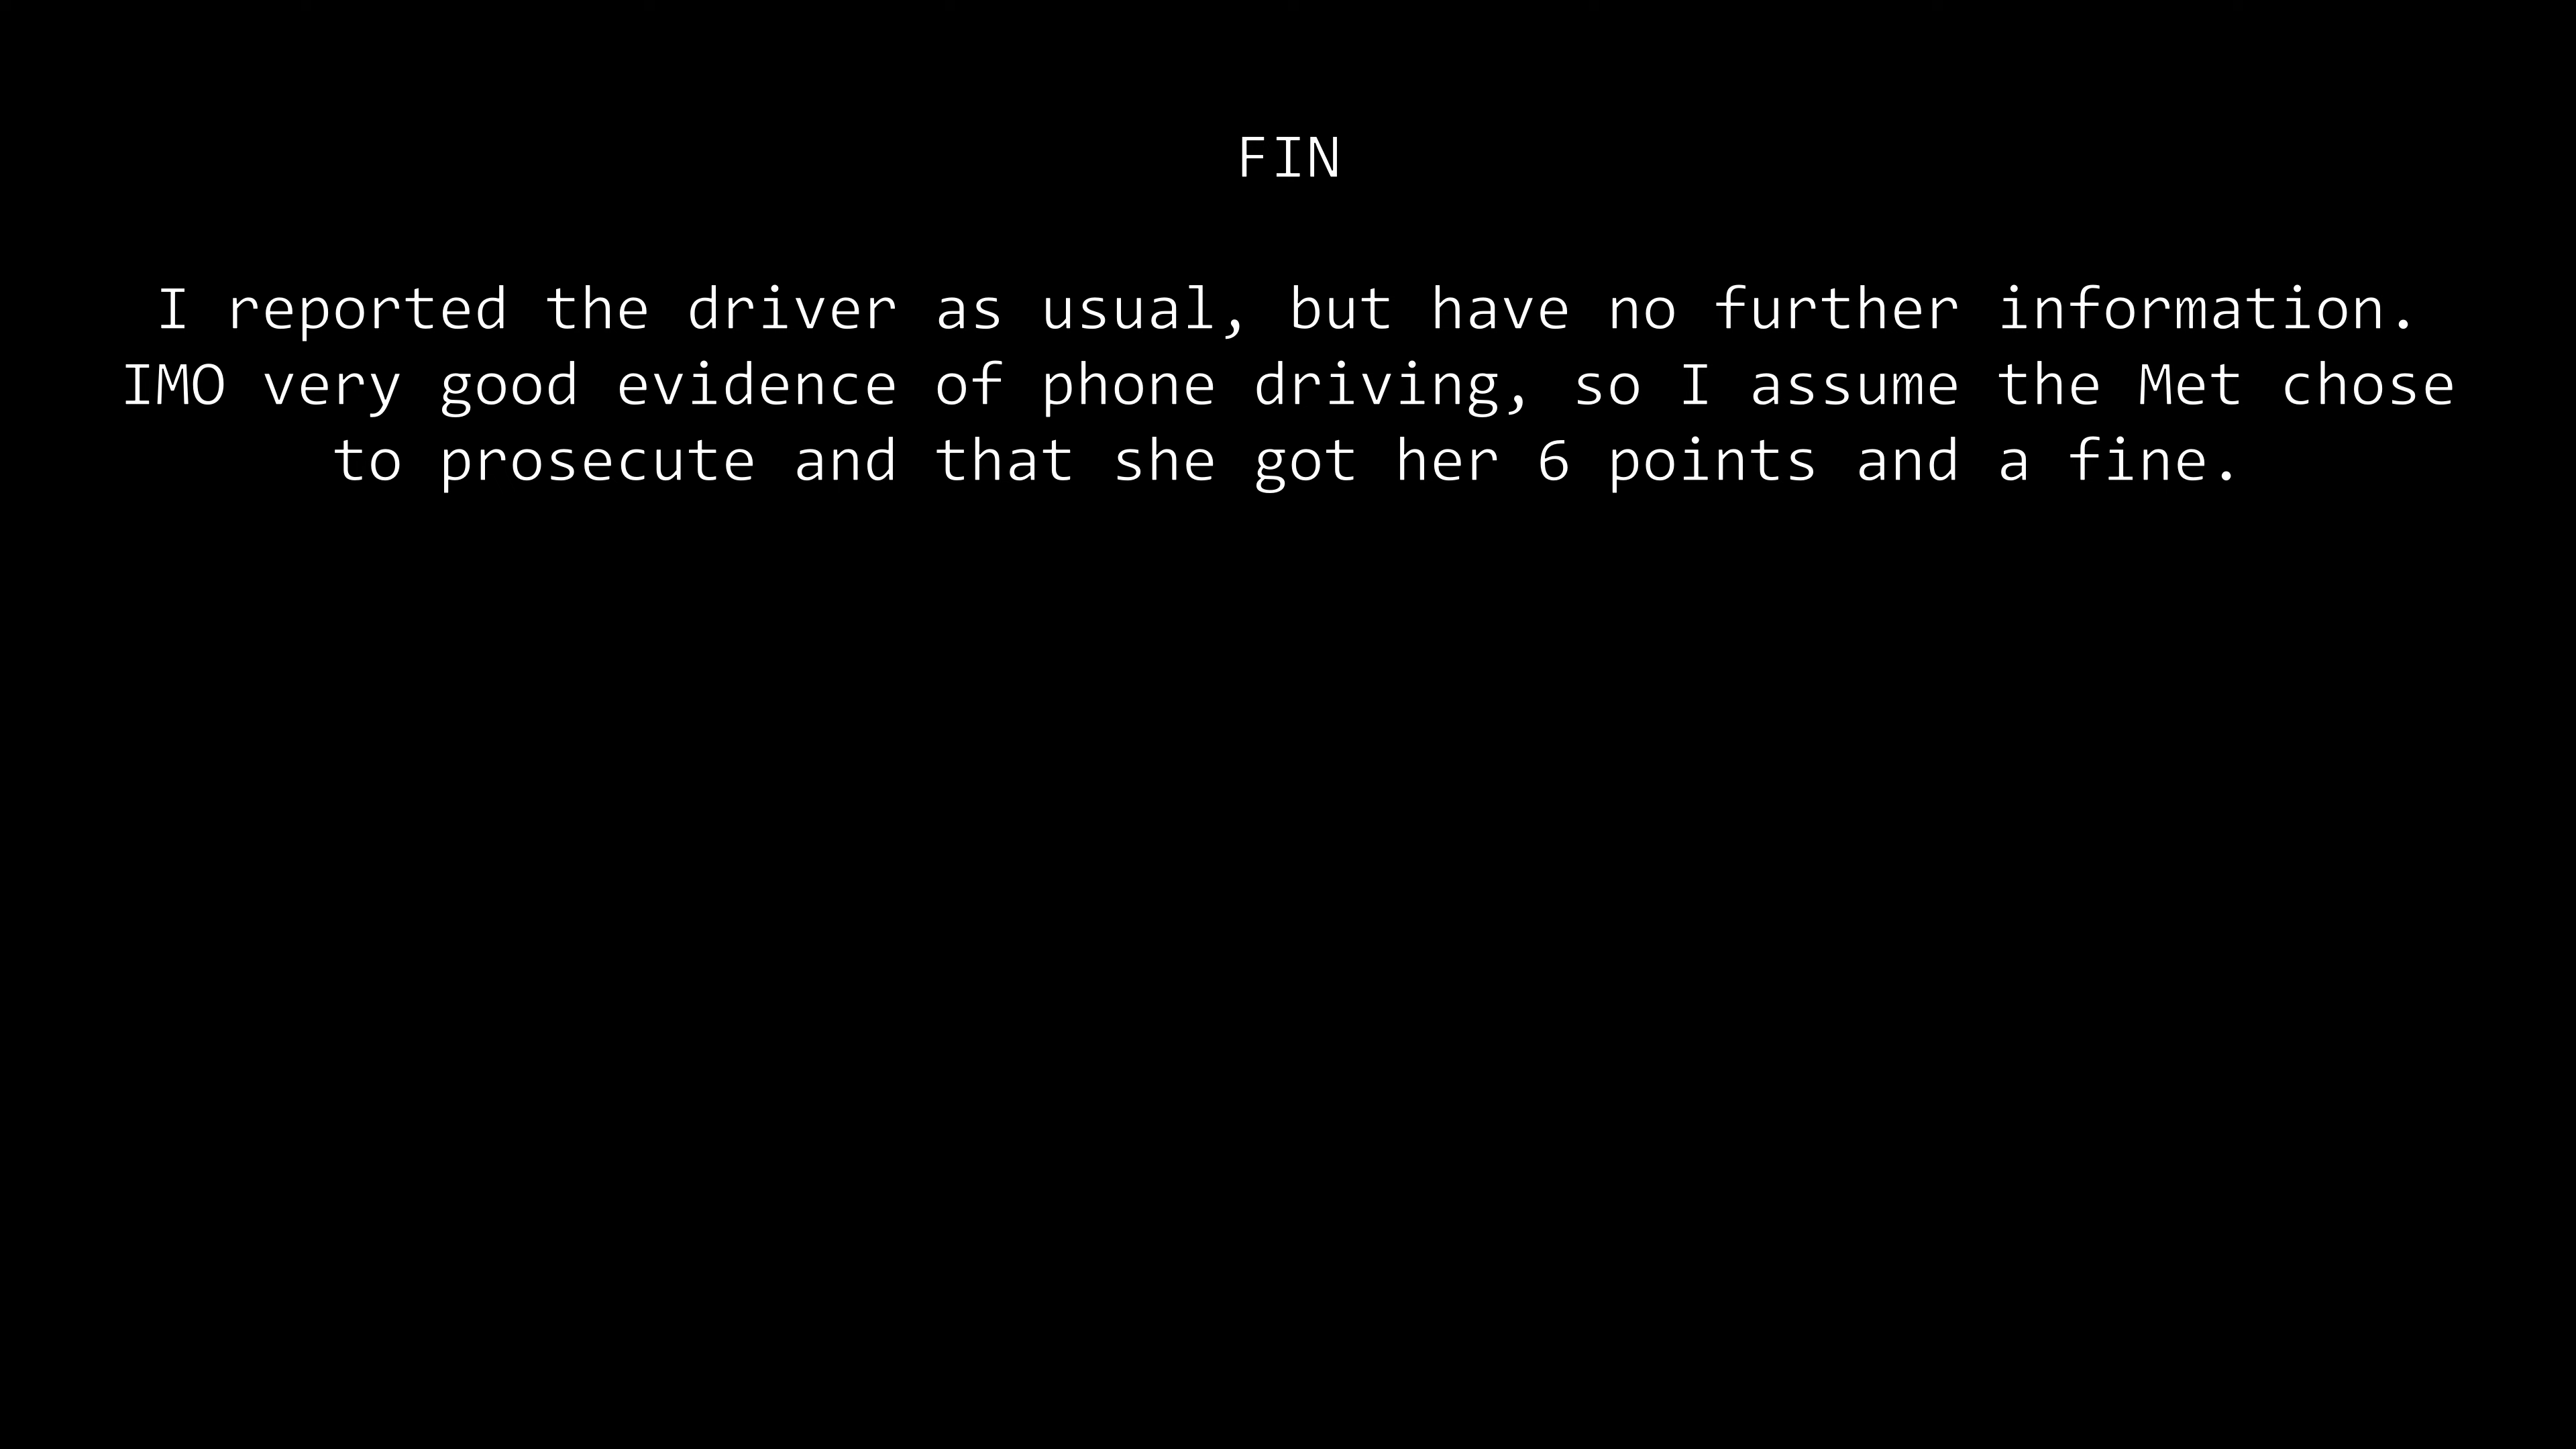 FIN
I reported the driver as usual, but have no further information.
IMO very good evidence of phone driving, so I assume the Met chose
to prosecute and that she got her 6 points and a fine.